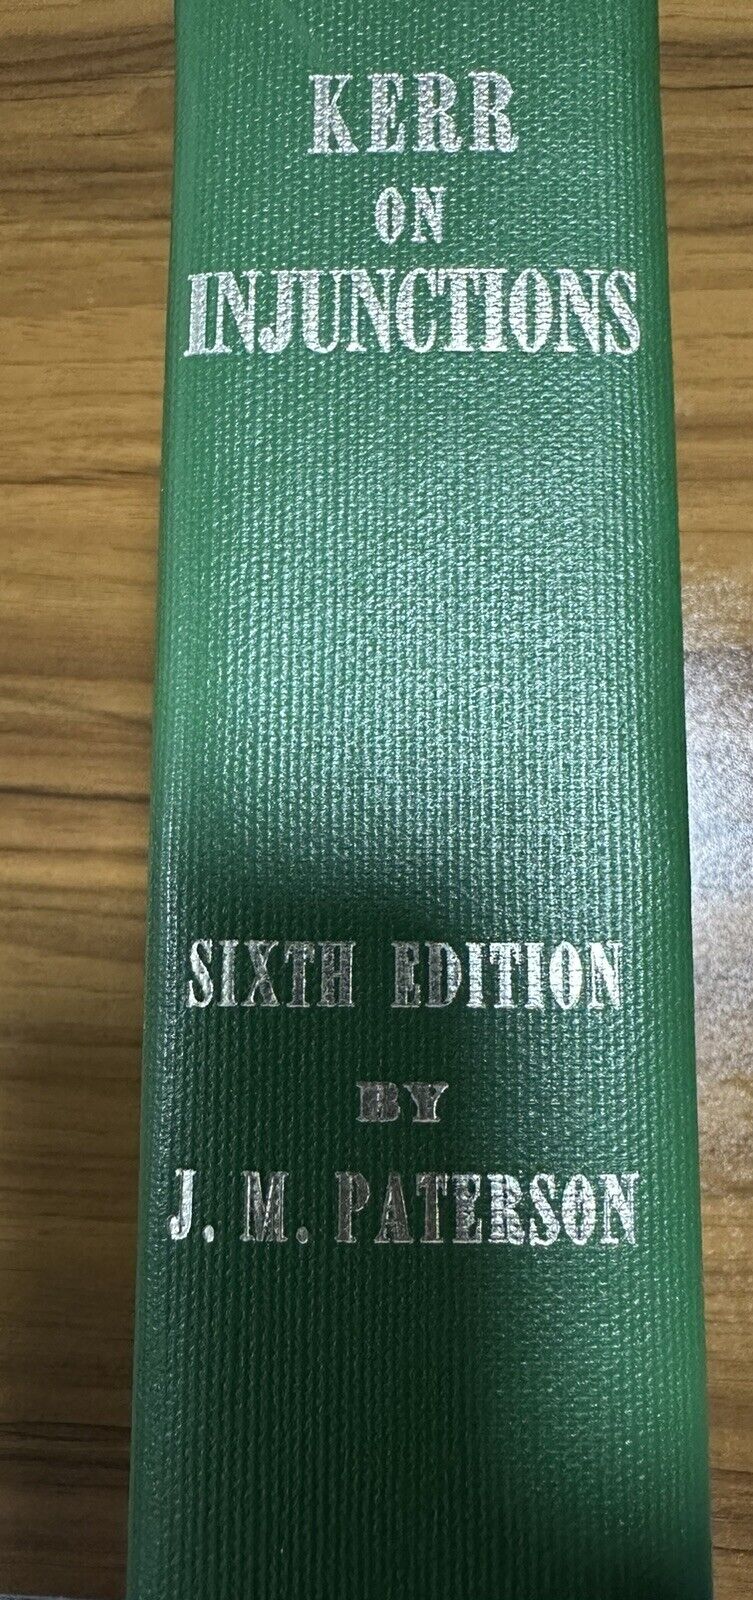 KERR
ON
INJUNCTIONS
SIXTH EDITION
BY
J. M. PATERSON